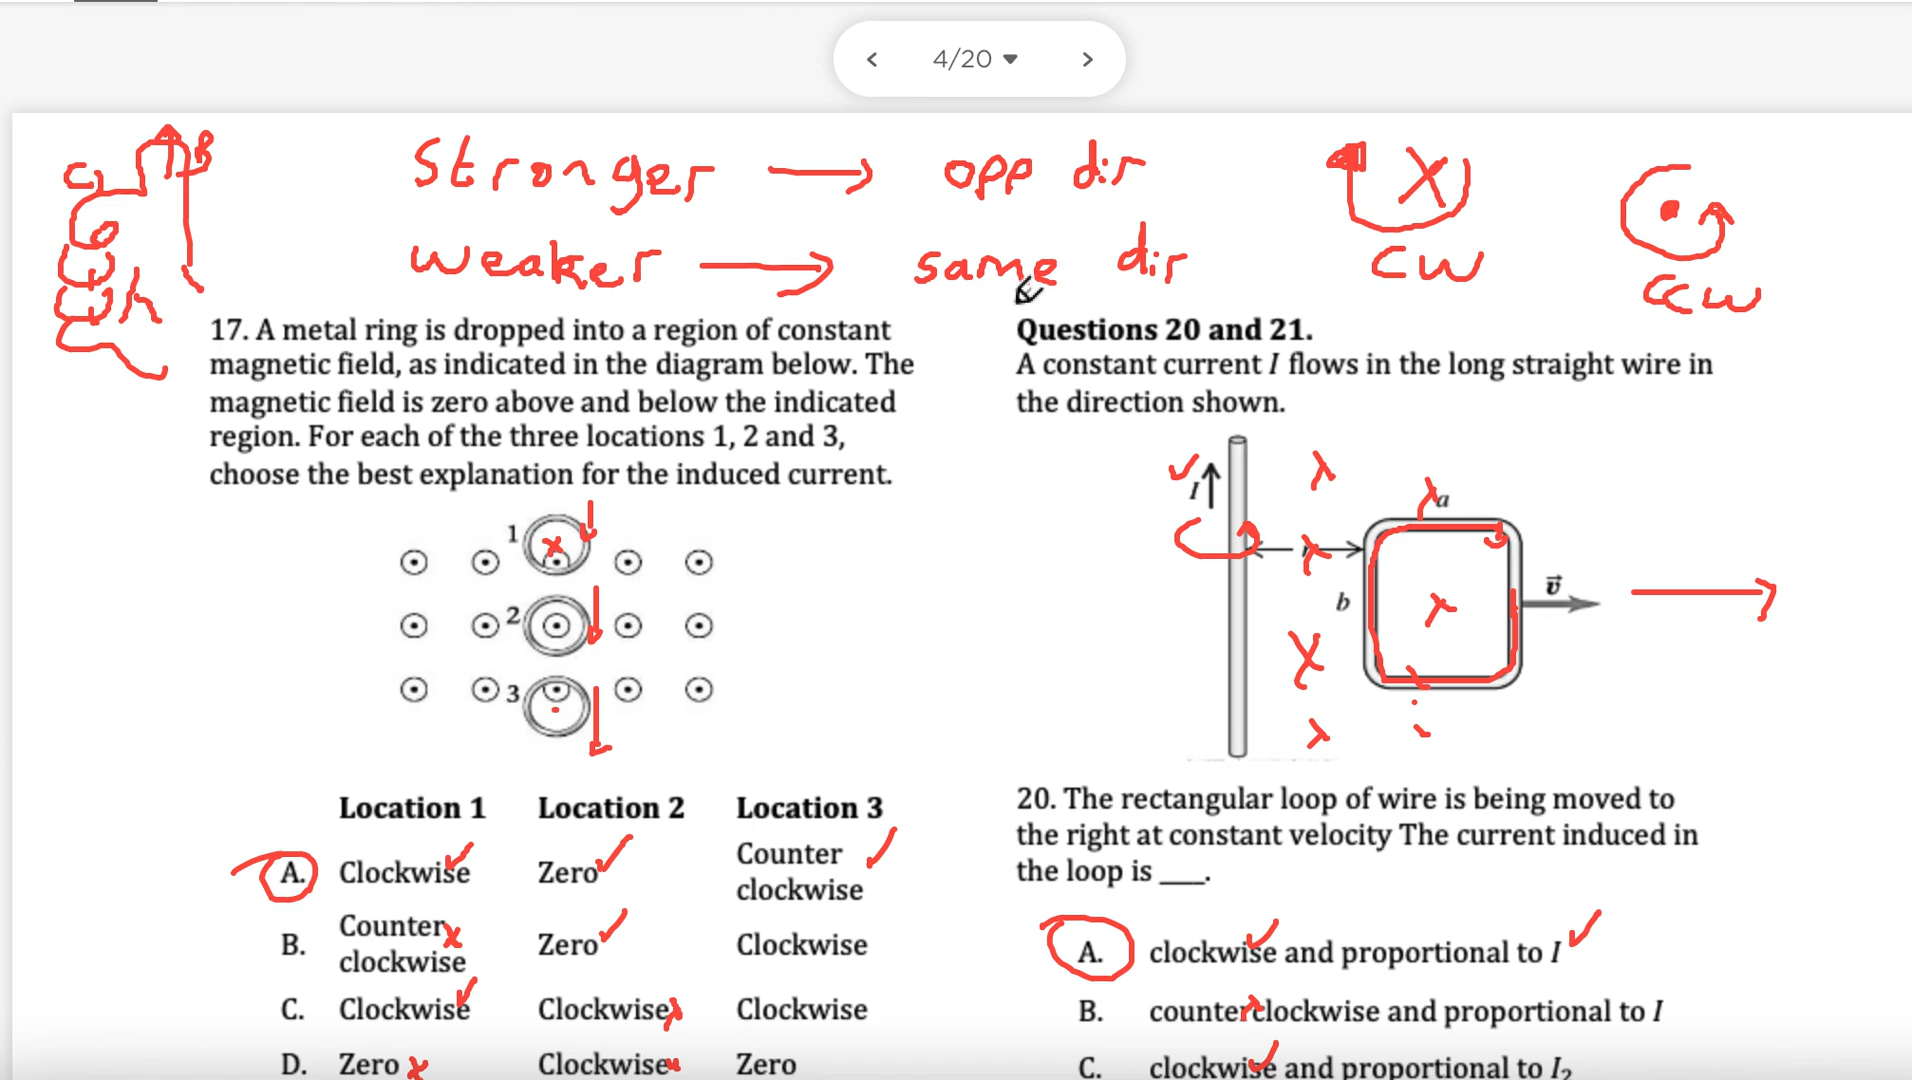 4/20
B
Stronger → opp dir
weaker → same dir
X
CW
CCW
17. A metal ring is dropped into a region of constant
magnetic field, as indicated in the diagram below. The
magnetic field is zero above and below the indicated
region. For each of the three locations 1, 2 and 3,
choose the best explanation for the induced current.
1
2
3
Location 1 Location 2 Location 3
A. Clockwise Zero Counter clockwise
B. Counter clockwise Zero Clockwise
C. Clockwise Clockwise Clockwise
D. Zero Clockwise Zero
Questions 20 and 21.
A constant current I flows in the long straight wire in
the direction shown.
I
a
b
v
20. The rectangular loop of wire is being moved to
the right at constant velocity The current induced in
the loop is ___.
A. clockwise and proportional to I
B. counterclockwise and proportional to I
C. clockwise and proportional to I2